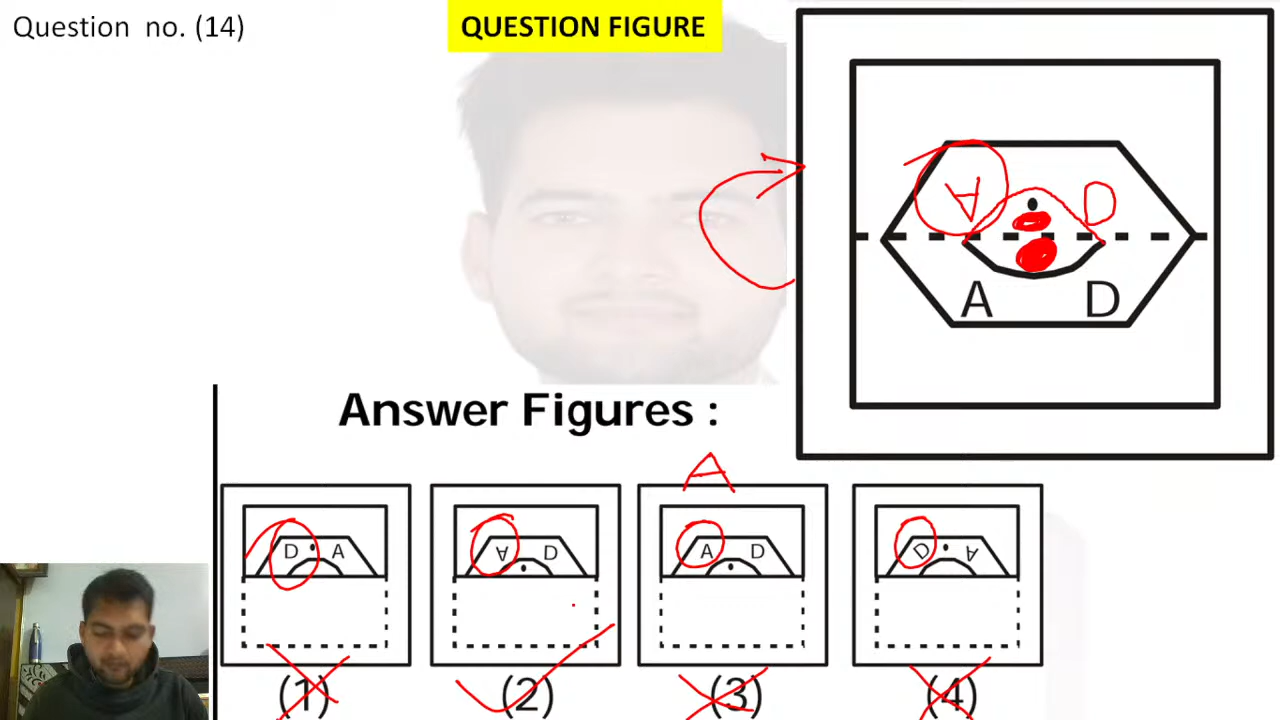 Question no. (14)
QUESTION FIGURE
∀ D
A D
Answer Figures :
A
D A
∀ D
A D
D ∀
(1) (2) (3) (4)